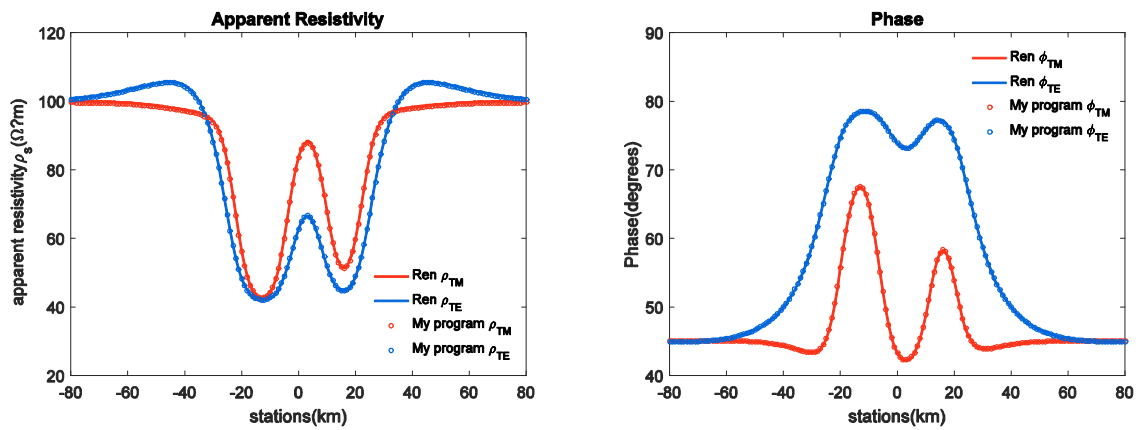 Apparent Resistivity
120
100
80
60
40
20
-80 -60 -40 -20 0 20 40 60 80
apparent resistivity ρs(Ω?m)
stations(km)
Ren ρTM
Ren ρTE
My program ρTM
My program ρTE
Phase
90
80
70
60
50
40
-80 -60 -40 -20 0 20 40 60 80
Phase(degrees)
stations(km)
Ren ϕTM
Ren ϕTE
My program ϕTM
My program ϕTE